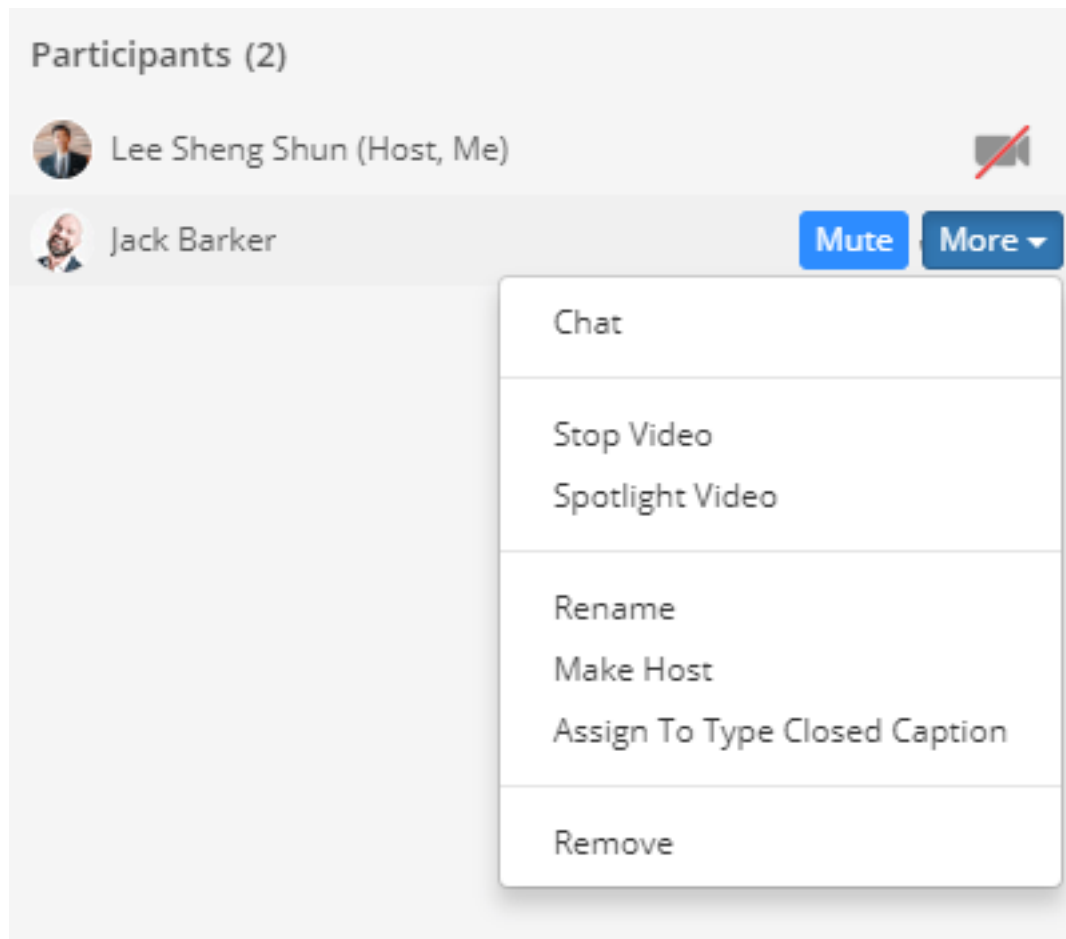 Participants (2)
Lee Sheng Shun (Host, Me)
Jack Barker Mute More
Chat
Stop Video
Spotlight Video
Rename
Make Host
Assign To Type Closed Caption
Remove